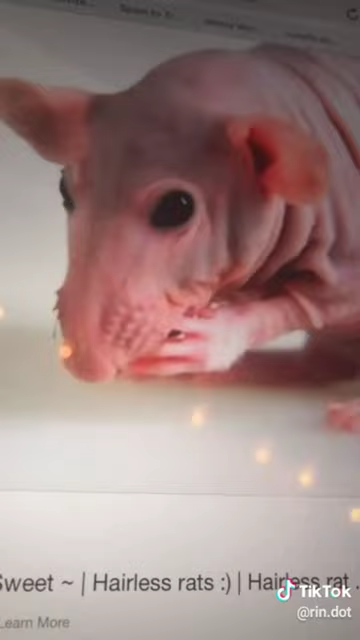 Sweet ~ | Hairless rats :) | Hairless rat ...
Learn More
TikTok
@rin.dot